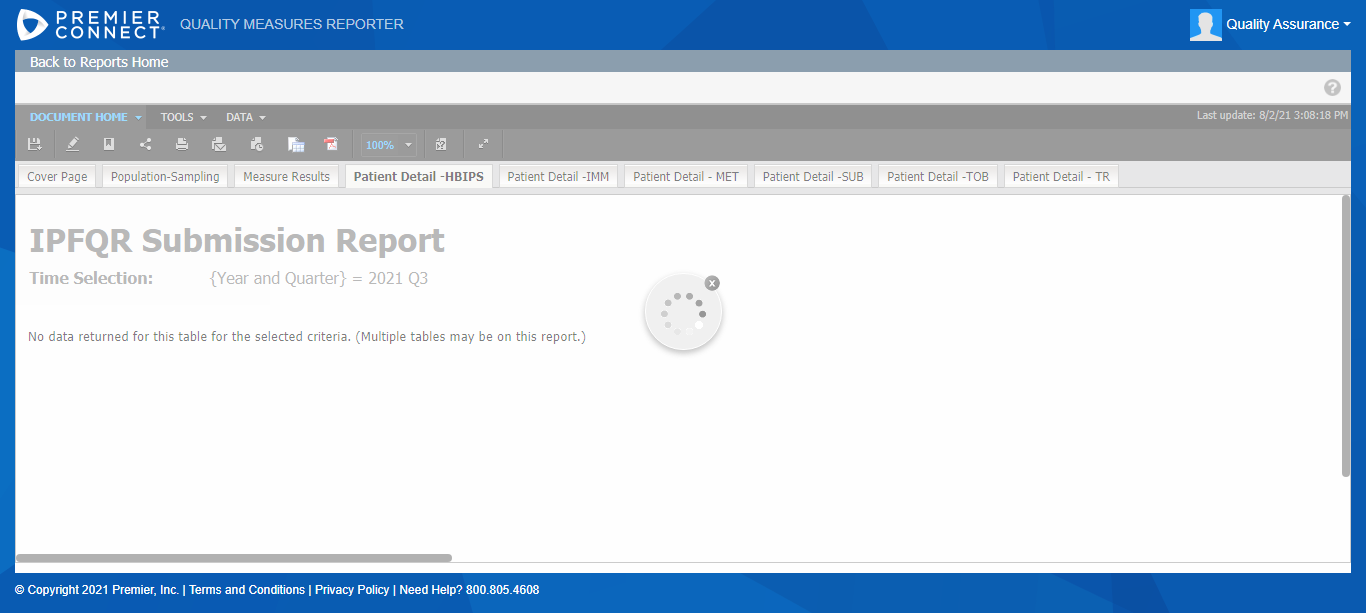 PREMIER CONNECT QUALITY MEASURES REPORTER Quality Assurance
Back to Reports Home
?
DOCUMENT HOME TOOLS DATA Last update: 8/2/21 3:08:18 PM
100%
Cover Page Population-Sampling Measure Results Patient Detail -HBIPS Patient Detail -IMM Patient Detail - MET Patient Detail -SUB Patient Detail -TOB Patient Detail - TR
IPFQR Submission Report
Time Selection: {Year and Quarter} = 2021 Q3
x
No data returned for this table for the selected criteria. (Multiple tables may be on this report.)
© Copyright 2021 Premier, Inc. | Terms and Conditions | Privacy Policy | Need Help? 800.805.4608